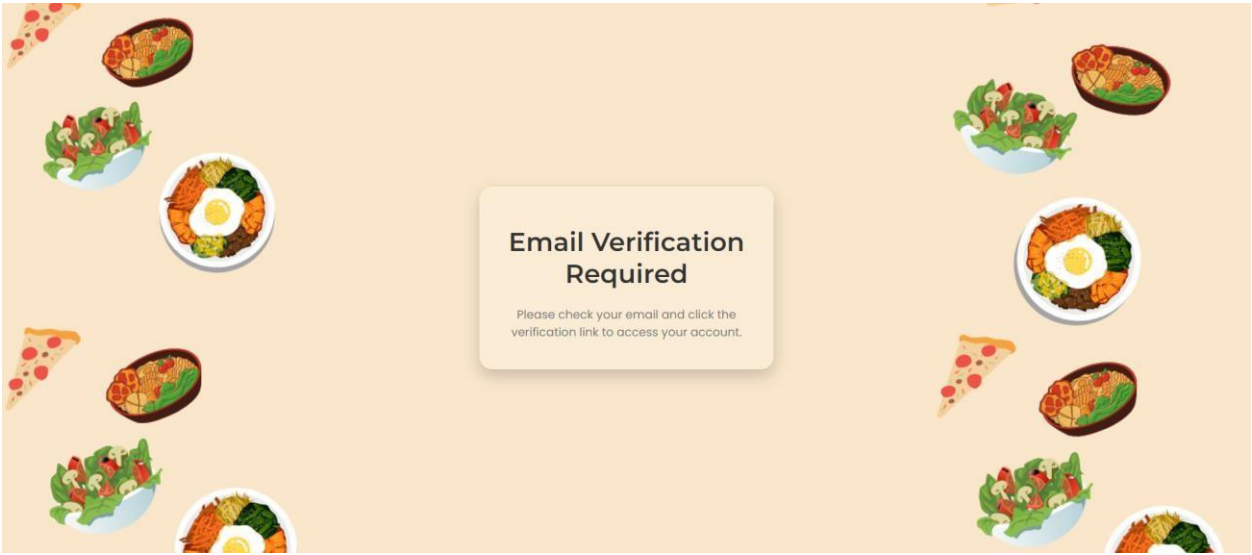 Email Verification
Required
Please check your email and click the
verification link to access your account.